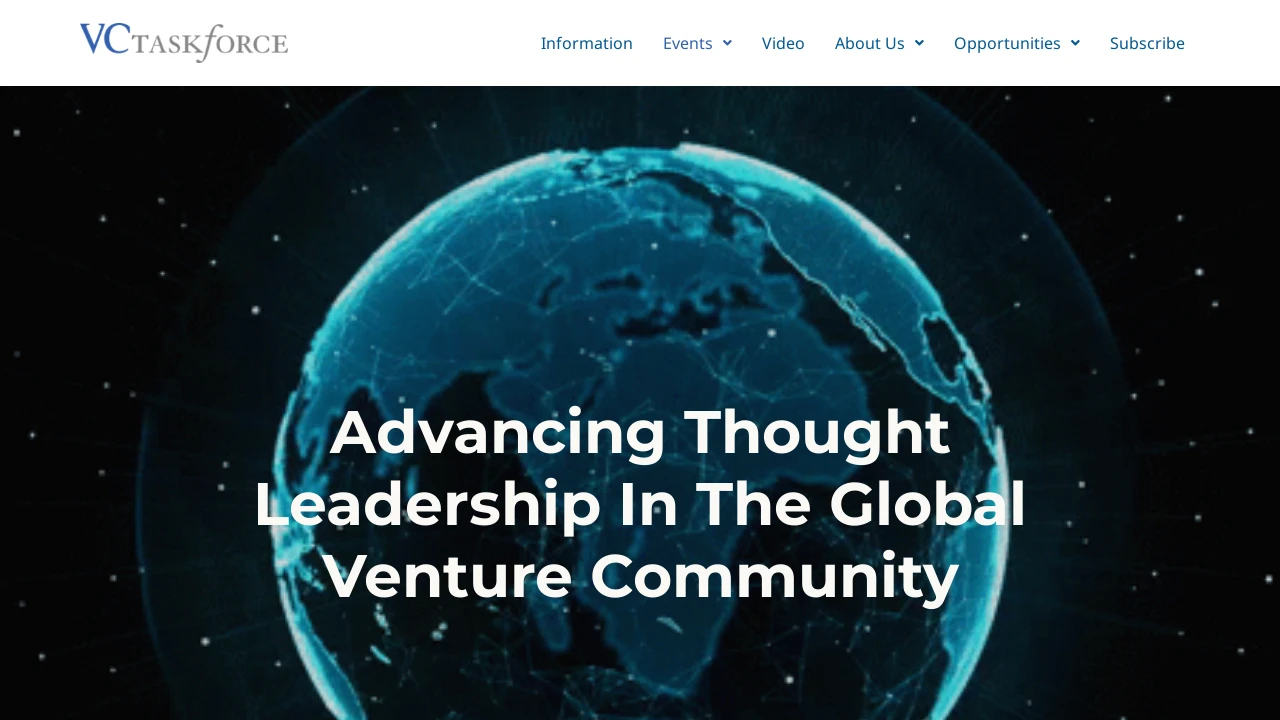 VCTASKfORCE
Information Events Video About Us Opportunities Subscribe
Advancing Thought
Leadership In The Global
Venture Community